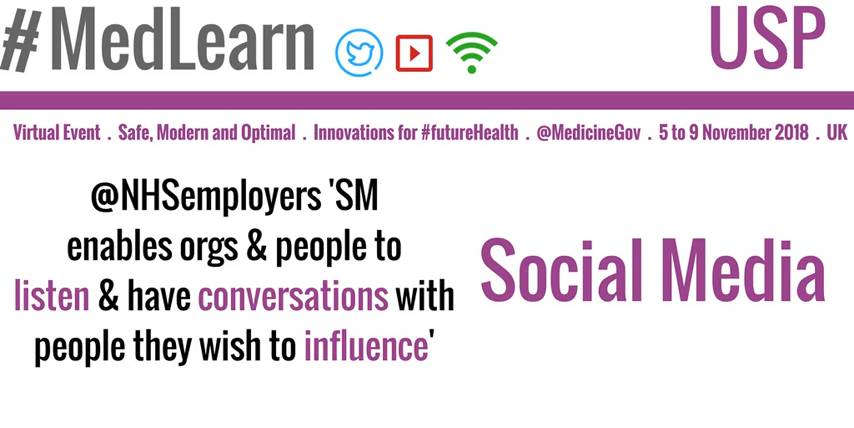 #MedLearn
USP
Virtual Event . Safe, Modern and Optimal . Innovations for #futureHealth . @MedicineGov . 5 to 9 November 2018 . UK
@NHSemployers 'SM
enables orgs & people to
listen & have conversations with
people they wish to influence'
Social Media